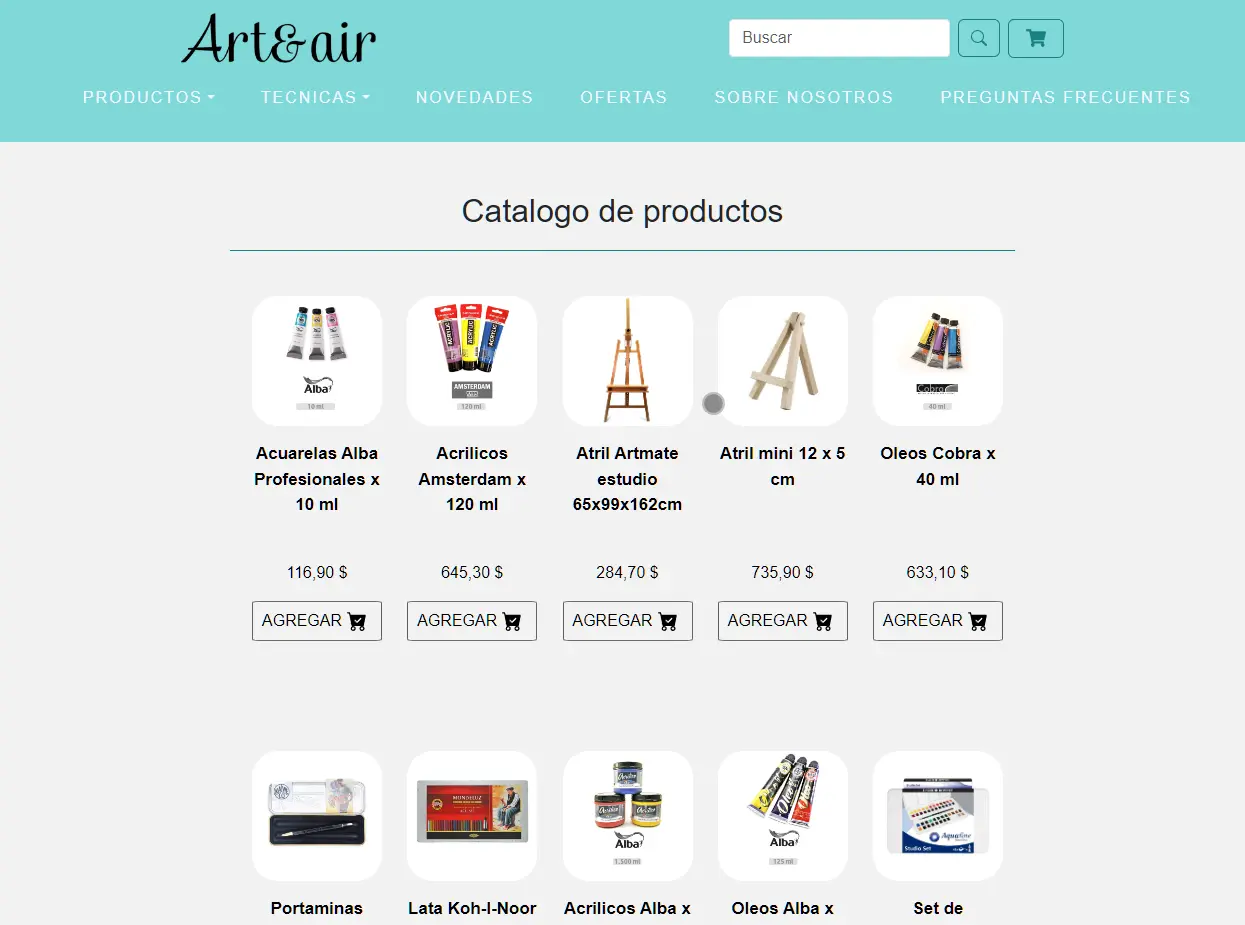 Art&air
Buscar
PRODUCTOS
TECNICAS
NOVEDADES
OFERTAS
SOBRE NOSOTROS
PREGUNTAS FRECUENTES
Catalogo de productos
Alba
10 ml
ACRYLIC
ACRYLIC
ACRYLIC
AMSTERDAM
120 ml
Cobra
40 ml
Acuarelas Alba
Profesionales x
10 ml
Acrilicos
Amsterdam x
120 ml
Atril Artmate
estudio
65x99x162cm
Atril mini 12 x 5
cm
Oleos Cobra x
40 ml
116,90 $
645,30 $
284,70 $
735,90 $
633,10 $
AGREGAR
AGREGAR
AGREGAR
AGREGAR
AGREGAR
MONDELUZ
Alba
1.300 ml
Alba
125 ml
Aquafine
Studio Set
Portaminas
Lata Koh-I-Noor
Acrilicos Alba x
Oleos Alba x
Set de